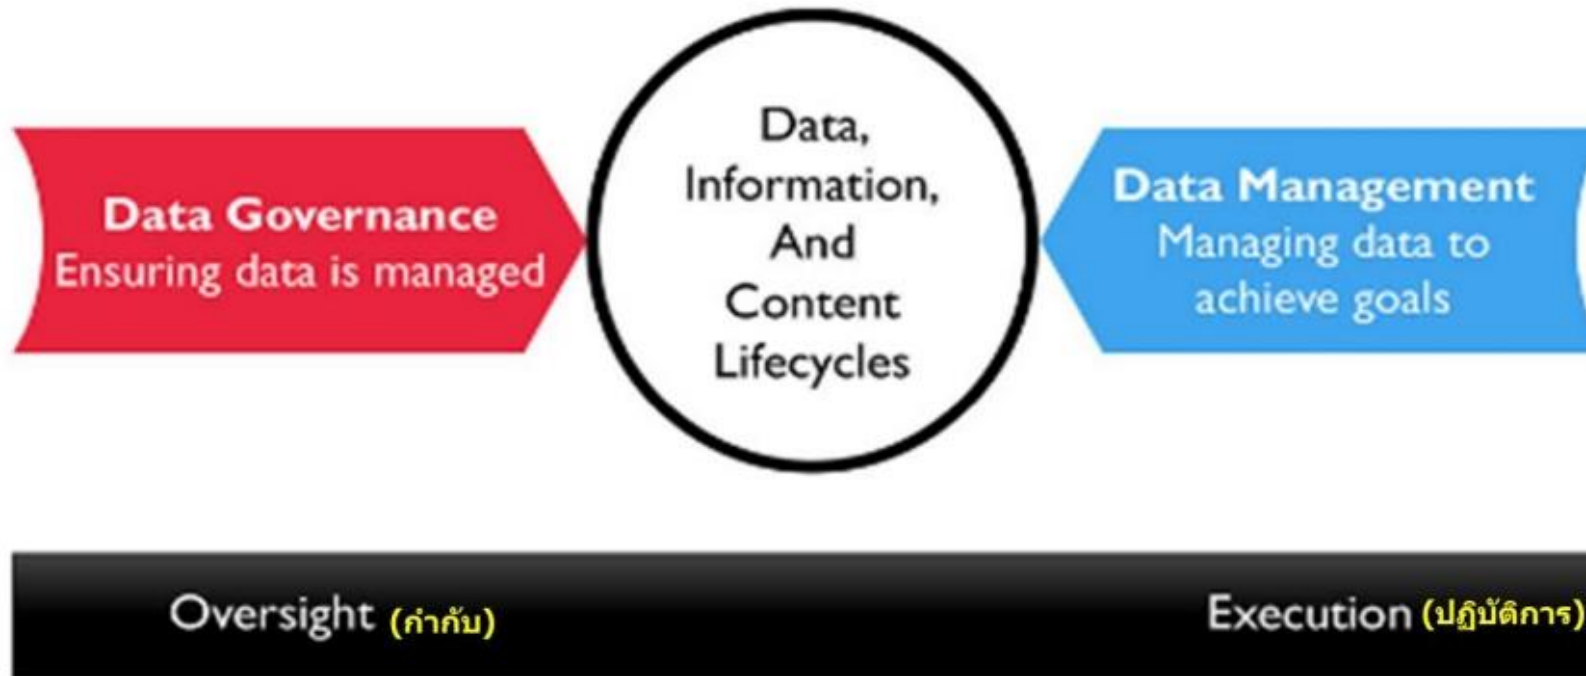 Data Governance
Ensuring data is managed
Data,
Information,
And
Content
Lifecycles
Data Management
Managing data to
achieve goals
Oversight (กำกับ)
Execution (ปฏิบัติการ)